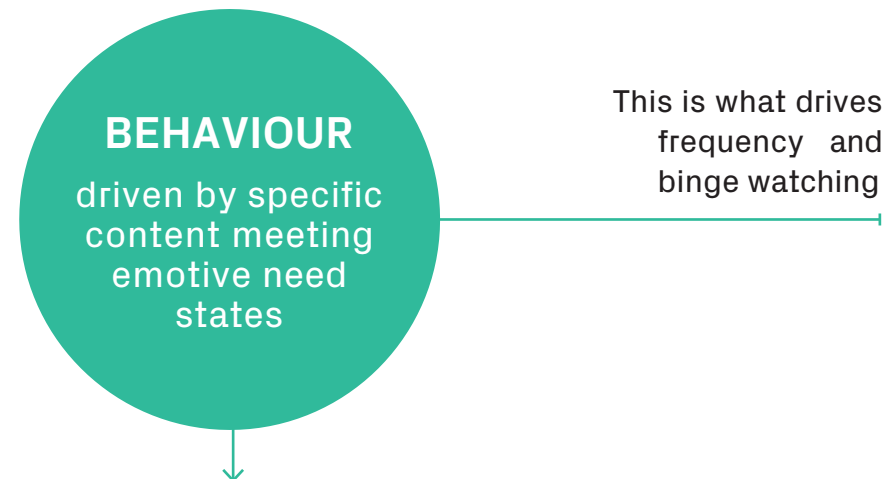 BEHAVIOUR
driven by specific
content meeting
emotive need
states
This is what drives
frequency and
binge watching